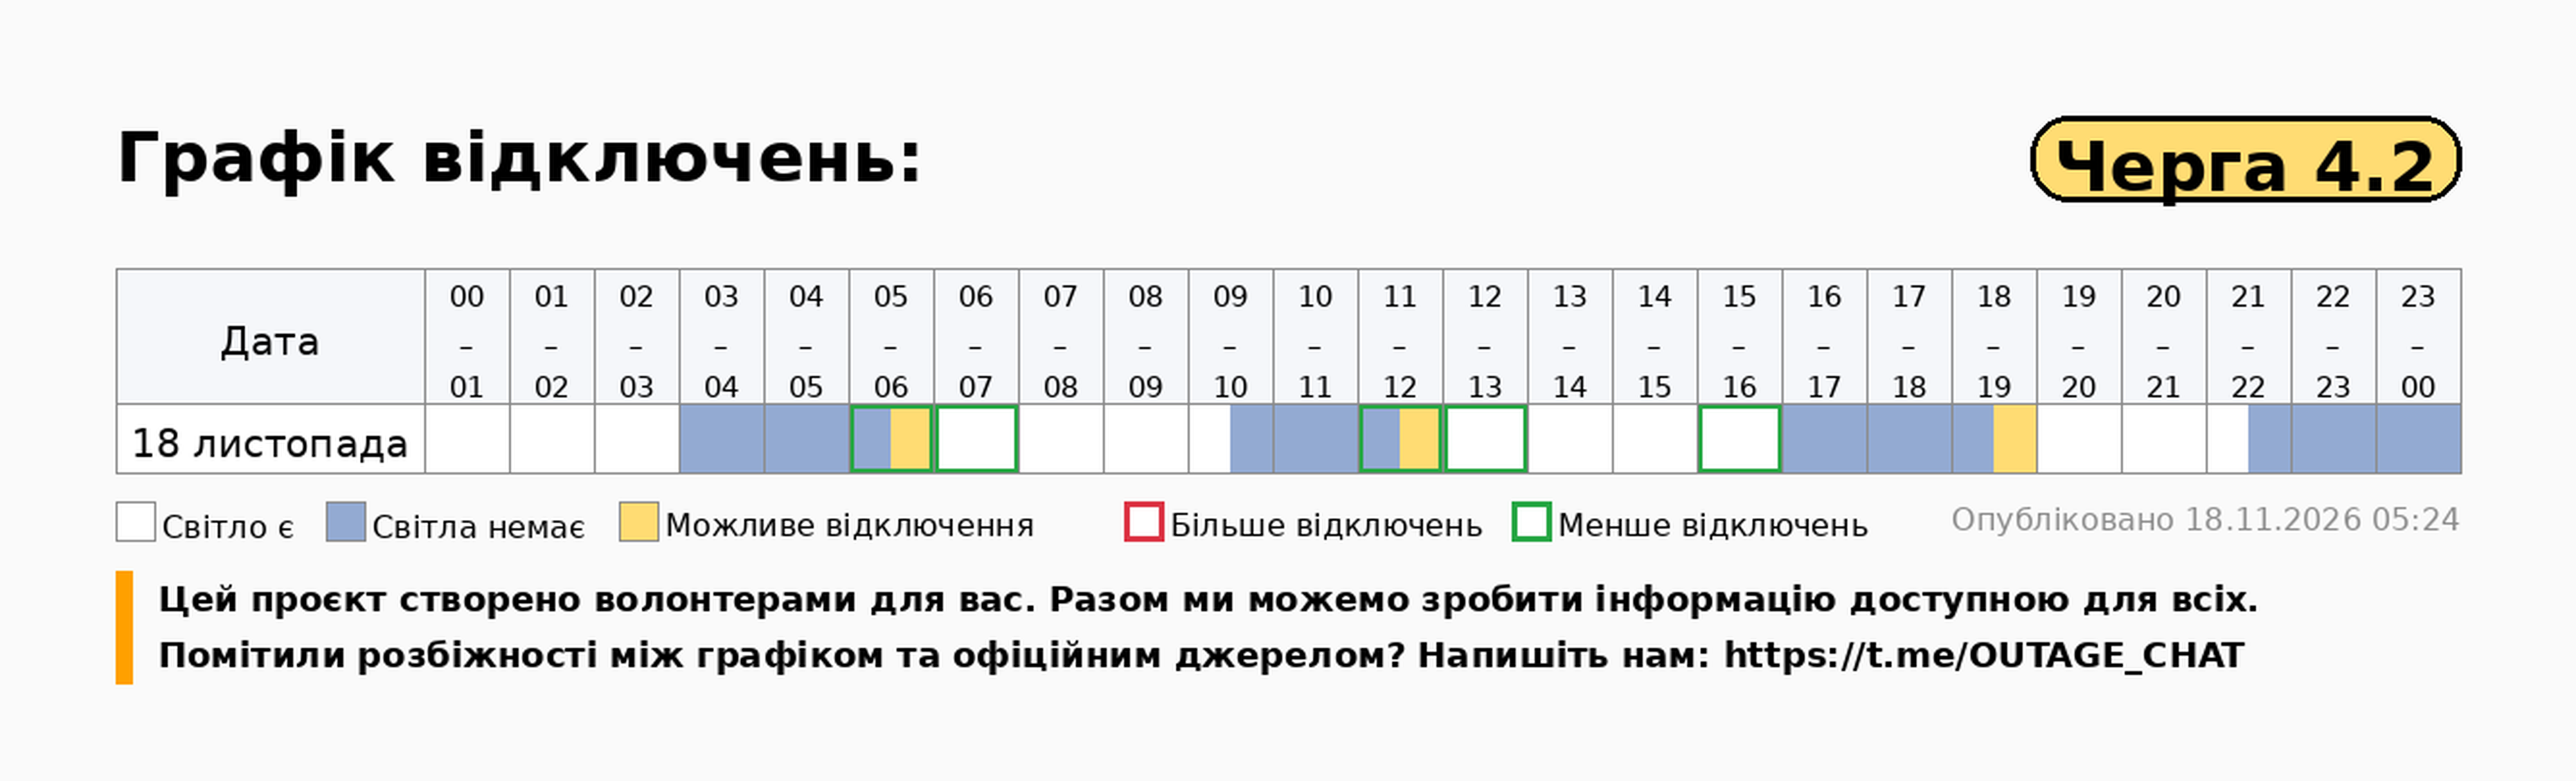 Графік відключень:
Черга 4.2
Дата
00 – 01
01 – 02
02 – 03
03 – 04
04 – 05
05 – 06
06 – 07
07 – 08
08 – 09
09 – 10
10 – 11
11 – 12
12 – 13
13 – 14
14 – 15
15 – 16
16 – 17
17 – 18
18 – 19
19 – 20
20 – 21
21 – 22
22 – 23
23 – 00
18 листопада
Світло є
Світла немає
Можливе відключення
Більше відключень
Менше відключень
Опубліковано 18.11.2026 05:24
Цей проєкт створено волонтерами для вас. Разом ми можемо зробити інформацію доступною для всіх.
Помітили розбіжності між графіком та офіційним джерелом? Напишіть нам: https://t.me/OUTAGE_CHAT